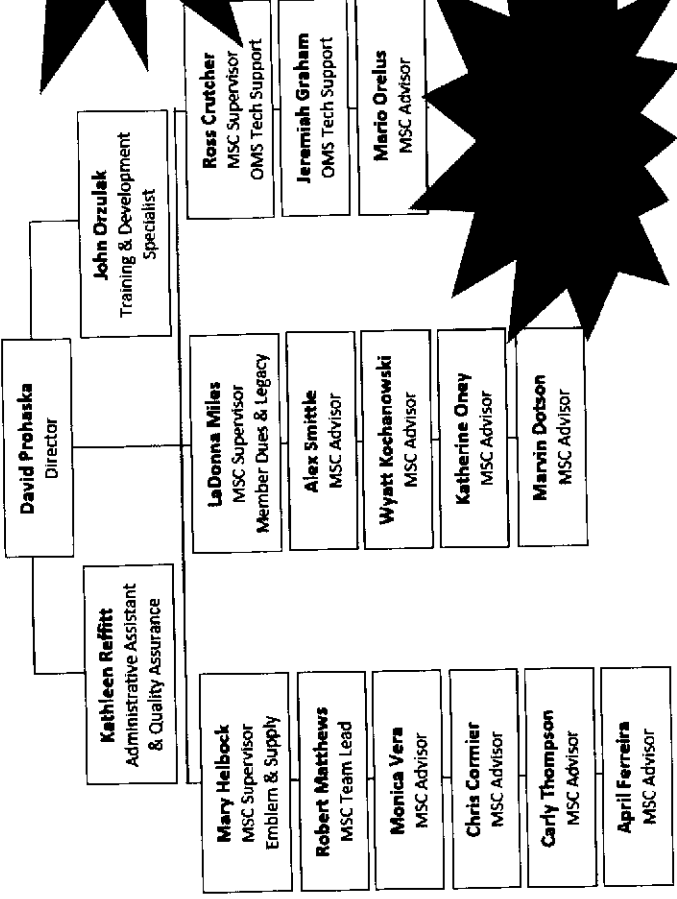 David Prohaska
Director
Kathleen Reffitt
Administrative Assistant
& Quality Assurance
John Orzulak
Training & Development
Specialist
Mary Helbock
MSC Supervisor
Emblem & Supply
Robert Matthews
MSC Team Lead
Monica Vera
MSC Advisor
Chris Cormier
MSC Advisor
Carly Thompson
MSC Advisor
April Ferreira
MSC Advisor
LaDonna Miles
MSC Supervisor
Member Dues & Legacy
Alex Smittle
MSC Advisor
Wyatt Kochanowski
MSC Advisor
Katherine Oney
MSC Advisor
Marvin Dotson
MSC Advisor
Ross Crutcher
MSC Supervisor
OMS Tech Support
Jeremiah Graham
OMS Tech Support
Mario Orelus
MSC Advisor